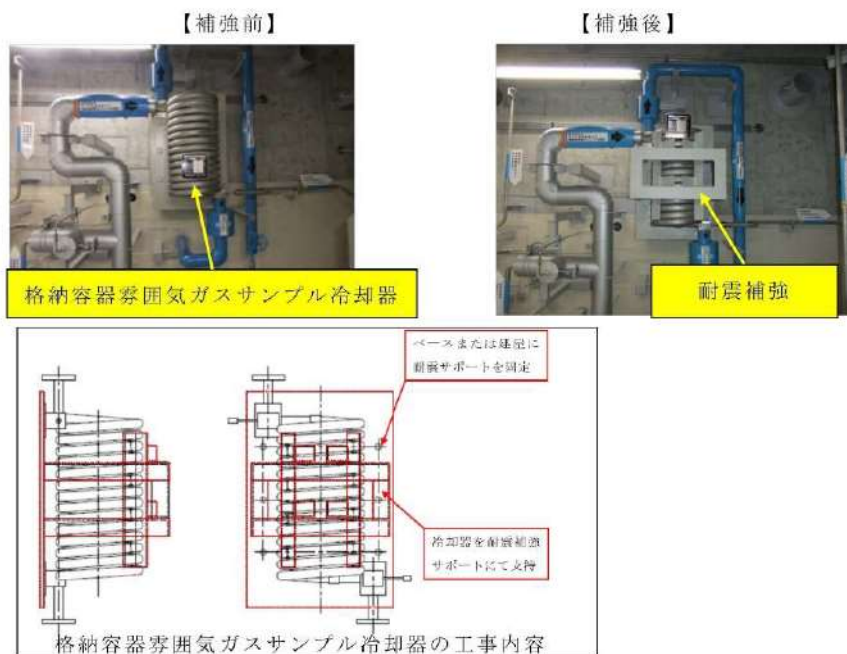 【補強前】
【補強後】
格納容器雰囲気ガスサンプル冷却器
耐震補強
ベースまたは建屋に
耐震サポートを固定
冷却器を耐震補強
サポートにて支持
格納容器雰囲気ガスサンプル冷却器の工事内容